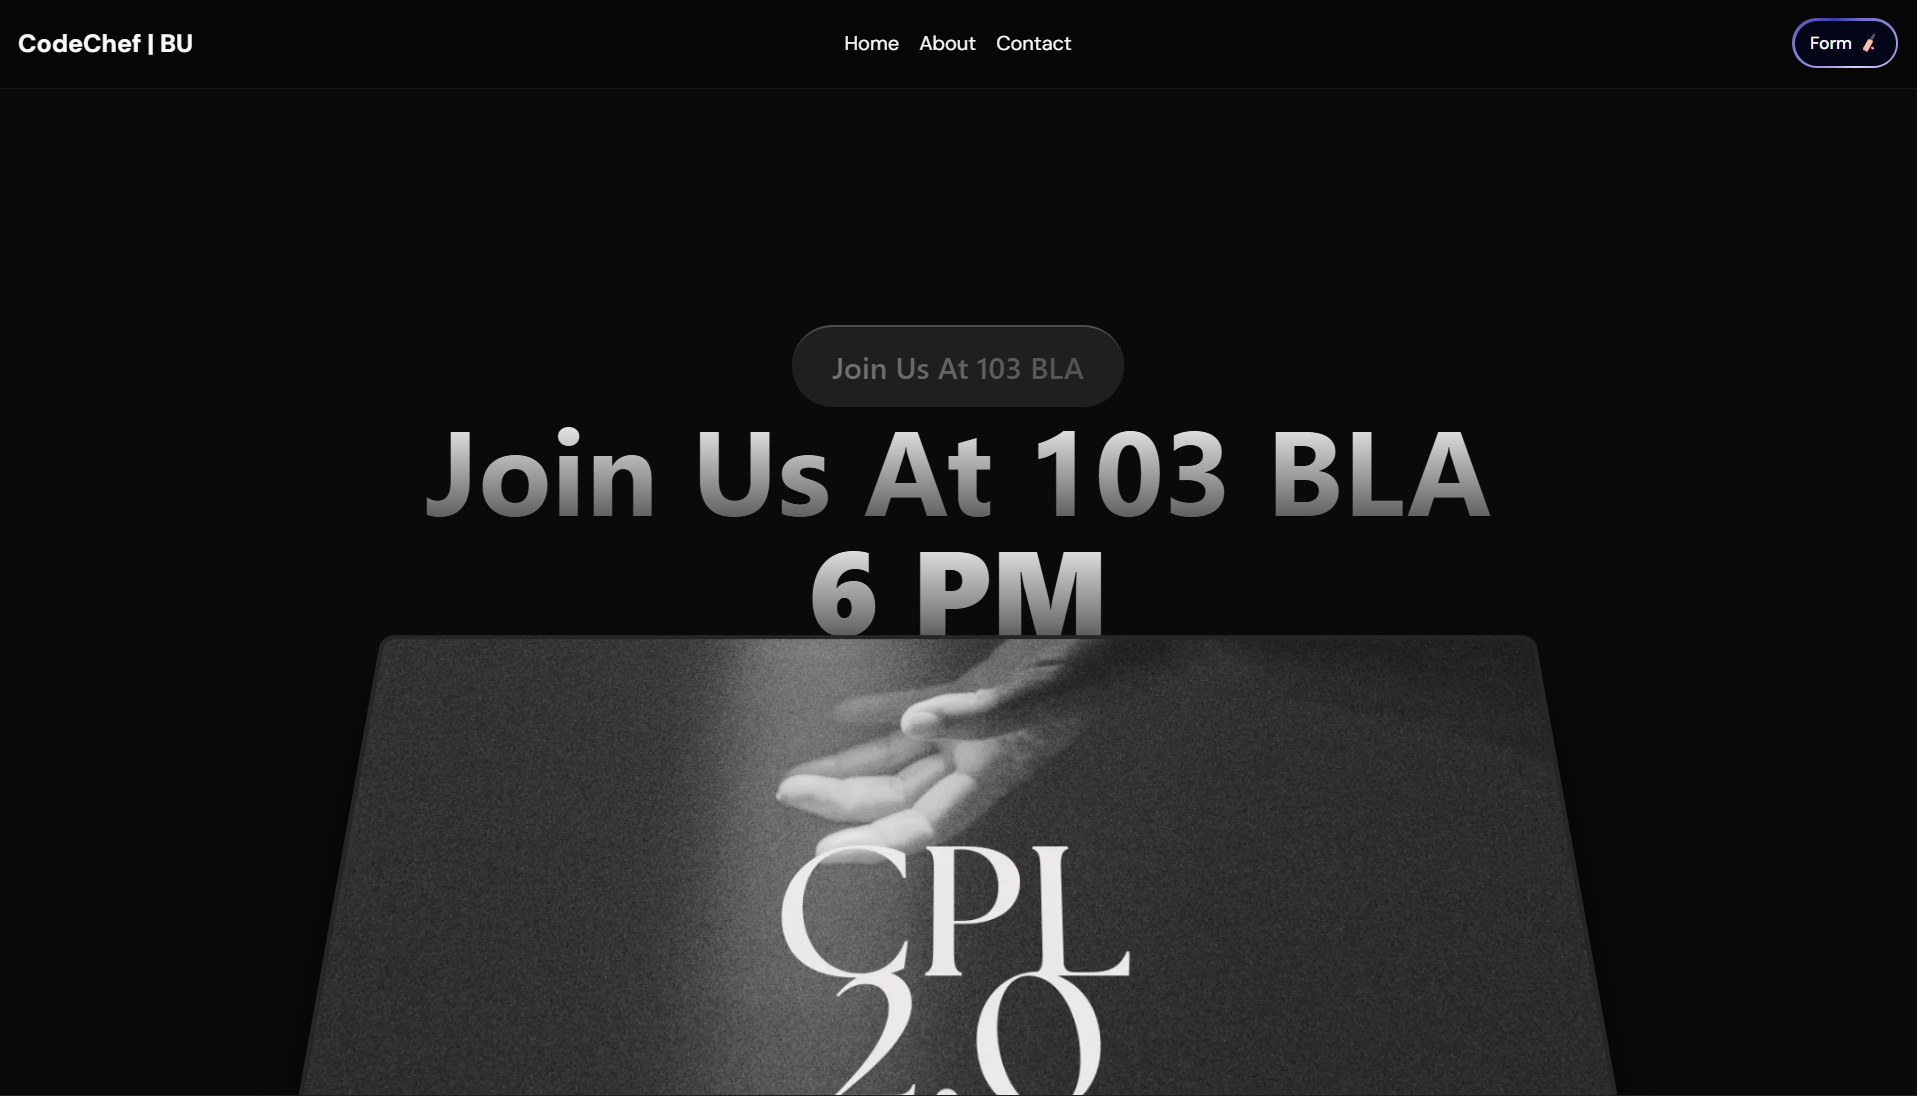 CodeChef | BU
Home About Contact
Form
Join Us At 103 BLA
Join Us At 103 BLA
6 PM
CPL
2.0